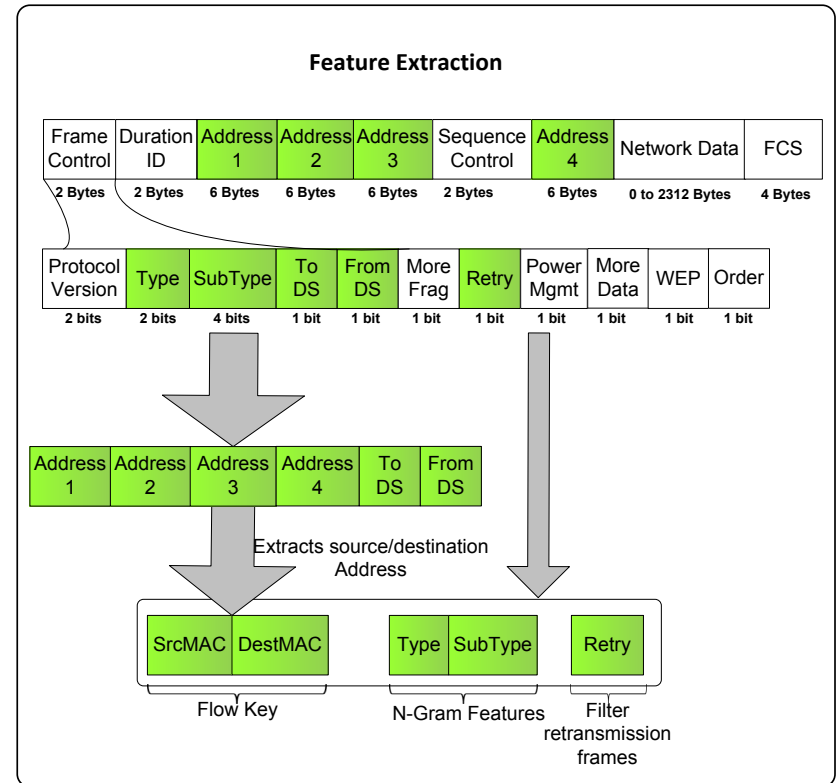 Feature Extraction
Frame Control Duration ID Address 1 Address 2 Address 3 Sequence Control Address 4 Network Data FCS
2 Bytes 2 Bytes 6 Bytes 6 Bytes 6 Bytes 2 Bytes 6 Bytes 0 to 2312 Bytes 4 Bytes
Protocol Version Type SubType To DS From DS More Frag Retry Power Mgmt More Data WEP Order
2 bits 2 bits 4 bits 1 bit 1 bit 1 bit 1 bit 1 bit 1 bit 1 bit 1 bit
Address 1 Address 2 Address 3 Address 4 To DS From DS
Extracts source/destination
Address
SrcMAC DestMAC Type SubType Retry
Flow Key N-Gram Features Filter
retransmission
frames